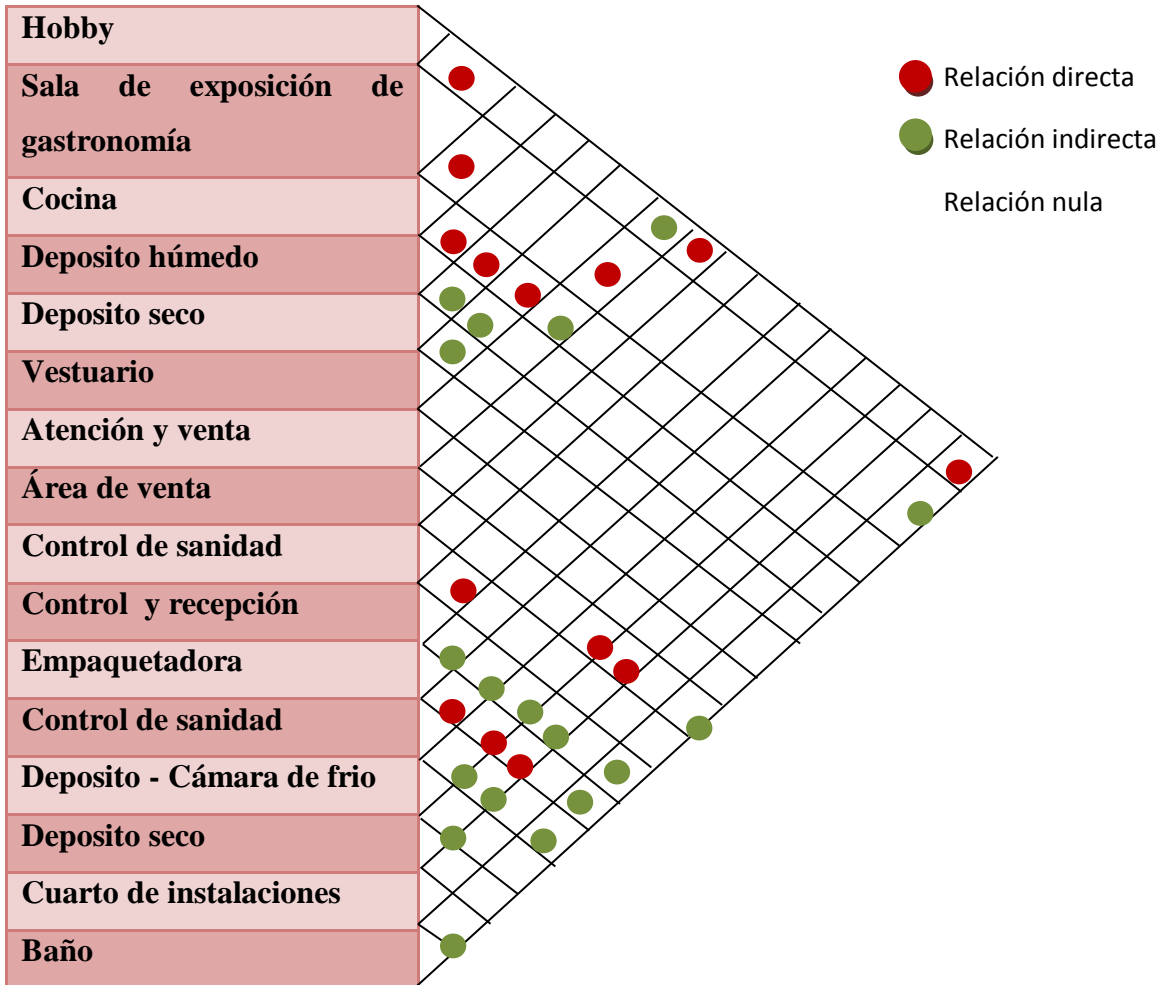 Hobby
Sala de exposición de
gastronomía
Cocina
Deposito húmedo
Deposito seco
Vestuario
Atención y venta
Área de venta
Control de sanidad
Control y recepción
Empaquetadora
Control de sanidad
Deposito - Cámara de frio
Deposito seco
Cuarto de instalaciones
Baño
Relación directa
Relación indirecta
Relación nula